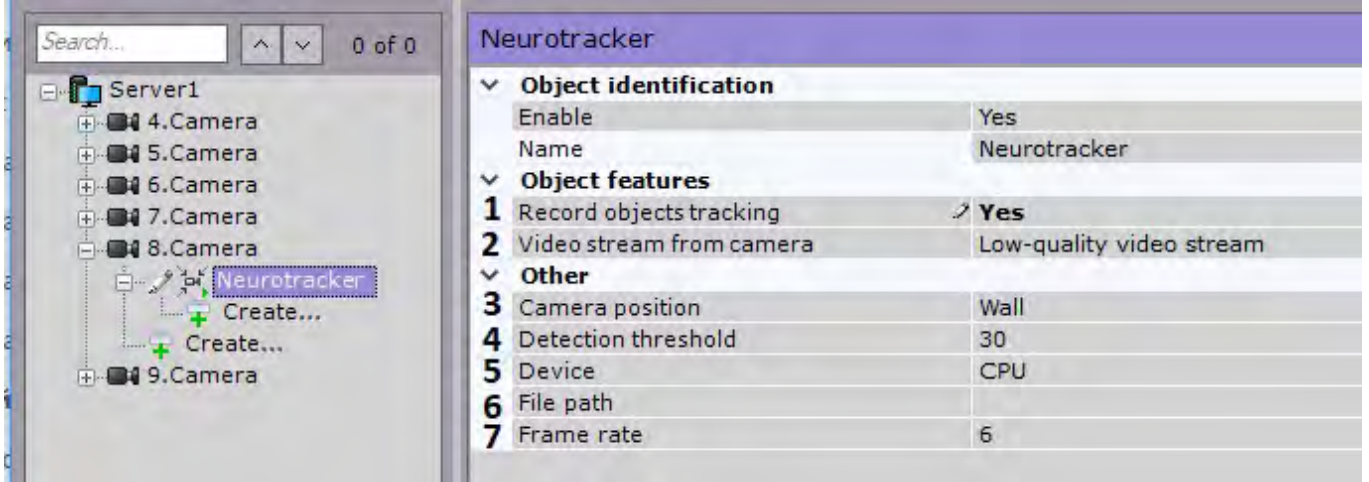 Search...
0 of 0
Server1
4.Camera
5.Camera
6.Camera
7.Camera
8.Camera
Neurotracker
Create...
Create...
9.Camera
Neurotracker
Object identification
Enable Yes
Name Neurotracker
Object features
1 Record objects tracking Yes
2 Video stream from camera Low-quality video stream
Other
3 Camera position Wall
4 Detection threshold 30
5 Device CPU
6 File path
7 Frame rate 6